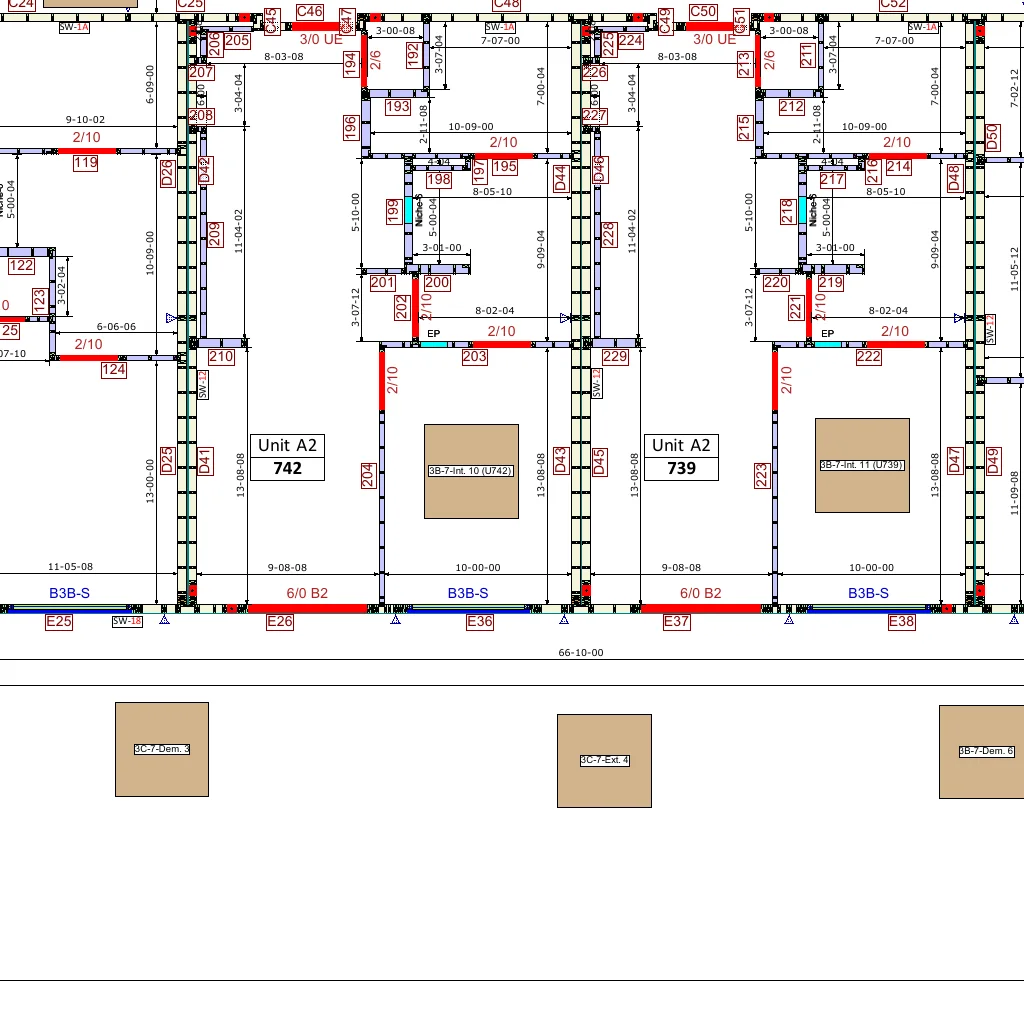 C24
C25
C45
C46
C47
C48
C49
C50
C51
C52
SW-1A
206
205
3/0 UE
3-00-08
7-07-00
SW-1A
225
224
3/0 UE
3-00-08
7-07-00
SW-1A
207
8-03-08
194
2/6
192
3-07-04
226
8-03-08
213
2/6
211
3-07-04
6-09-00
3-04-04
7-00-04
3-04-04
7-00-04
7-02-12
208
193
227
212
9-10-02
196
2-11-08
10-09-00
215
2-11-08
10-09-00
2/10
2/10
2/10
D50
119
D26
D42
4-04
198
197
195
D44
D46
4-04
217
216
214
D48
5-00-04
8-05-10
8-05-10
Niche-6
199
Niche-6
5-00-04
218
Niche-6
5-00-04
5-10-00
5-10-00
209
11-04-02
228
11-04-02
10-09-00
9-09-04
9-09-04
11-05-12
3-01-00
3-01-00
122
123
3-02-04
201
200
220
219
202
2/10
221
2/10
3-07-12
3-07-12
0
25
8-02-04
8-02-04
6-06-06
EP
2/10
EP
2/10
SW-12
07-10
2/10
210
203
229
222
124
SW-12
2/10
SW-12
2/10
Unit A2
742
Unit A2
739
D25
D41
13-00-00
13-08-08
204
3B-7-Int. 10 (U742)
13-08-08
D43
D45
13-08-08
223
3B-7-Int. 11 (U739)
13-08-08
D47
D49
11-09-08
11-05-08
9-08-08
10-00-00
9-08-08
10-00-00
B3B-S
6/0 B2
B3B-S
6/0 B2
B3B-S
E25
SW-18
E26
E36
E37
E38
66-10-00
3C-7-Dem. 3
3C-7-Ext. 4
3B-7-Dem. 6